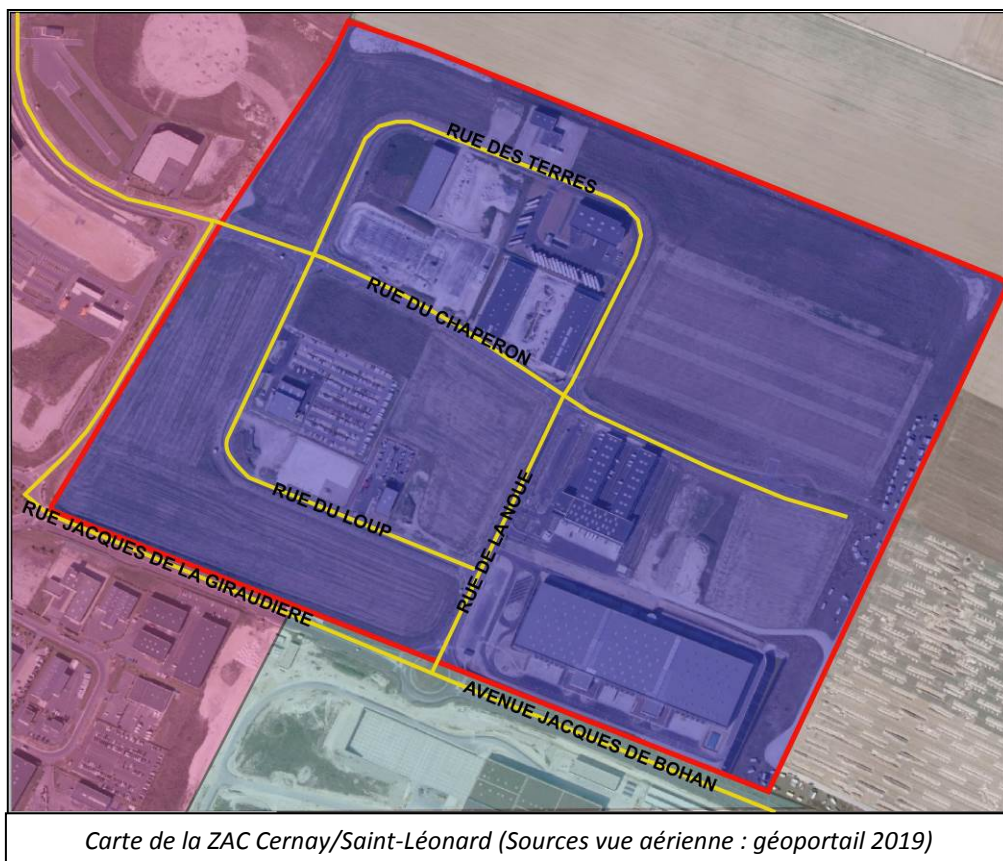 RUE DES TERRES
RUE DU CHAPERON
RUE DU LOUP
RUE DE LA NOUE
RUE JACQUES DE LA GIRAUDIERE
AVENUE JACQUES DE BOHAN
Carte de la ZAC Cernay/Saint-Léonard (Sources vue aérienne : géoportail 2019)